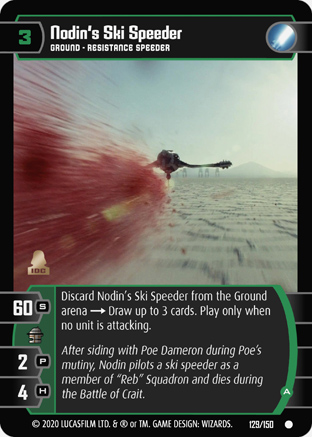 3
Nodin's Ski Speeder
GROUND - RESISTANCE SPEEDER
IDC
60 S
2 P
4 H
Discard Nodin's Ski Speeder from the Ground
arena → Draw up to 3 cards. Play only when
no unit is attacking.
After siding with Poe Dameron during Poe's
mutiny, Nodin pilots a ski speeder as a
member of "Reb" Squadron and dies during
the Battle of Crait.
A
© 2020 LUCASFILM LTD. & ® or TM. GAME DESIGN: WIZARDS.
129/150